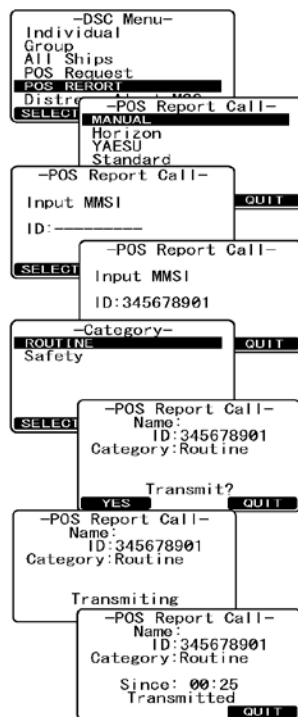 -DSC Menu-
Individual
Group
All Ships
POS Request
POS RERORT
SELECT
-POS Report Call-
MANUAL
Horizon
YAESU
Standard
QUIT
-POS Report Call-
Input MMSI
ID:---------
SELECT
-POS Report Call-
Input MMSI
ID:345678901
QUIT
-Category-
ROUTINE
Safety
SELECT
-POS Report Call-
Name:
ID:345678901
Category:Routine
Transmit?
YES QUIT
-POS Report Call-
Name:
ID:345678901
Category:Routine
Transmiting
-POS Report Call-
Name:
ID:345678901
Category:Routine
Since: 00:25
Transmitted
QUIT